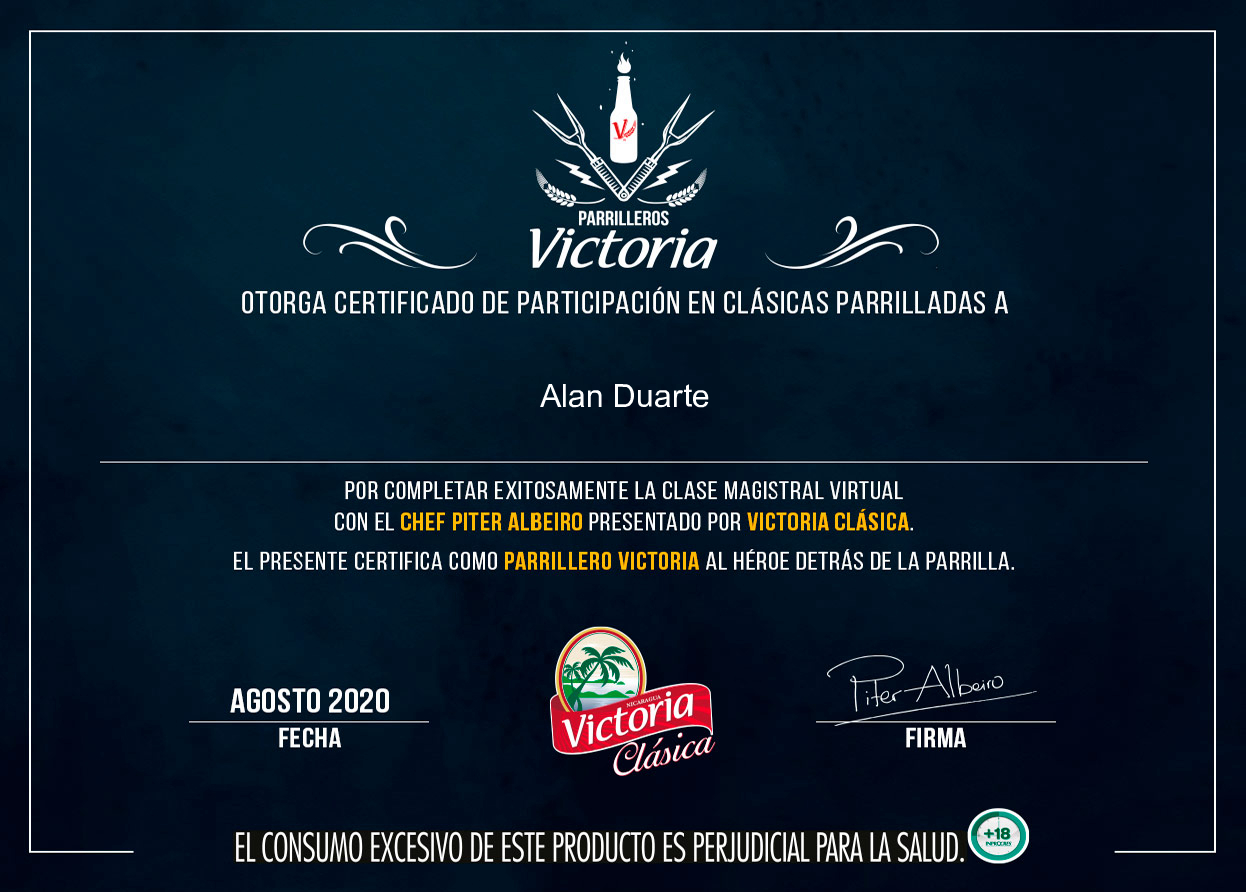 V
PARRILLEROS
Victoria
OTORGA CERTIFICADO DE PARTICIPACIÓN EN CLÁSICAS PARRILLADAS A
Alan Duarte
POR COMPLETAR EXITOSAMENTE LA CLASE MAGISTRAL VIRTUAL
CON EL CHEF PITER ALBEIRO PRESENTADO POR VICTORIA CLÁSICA.
EL PRESENTE CERTIFICA COMO PARRILLERO VICTORIA AL HÉROE DETRÁS DE LA PARRILLA.
AGOSTO 2020
FECHA
NICARAGUA
Victoria
Clásica
Piter Albeiro
FIRMA
EL CONSUMO EXCESIVO DE ESTE PRODUCTO ES PERJUDICIAL PARA LA SALUD.
+18